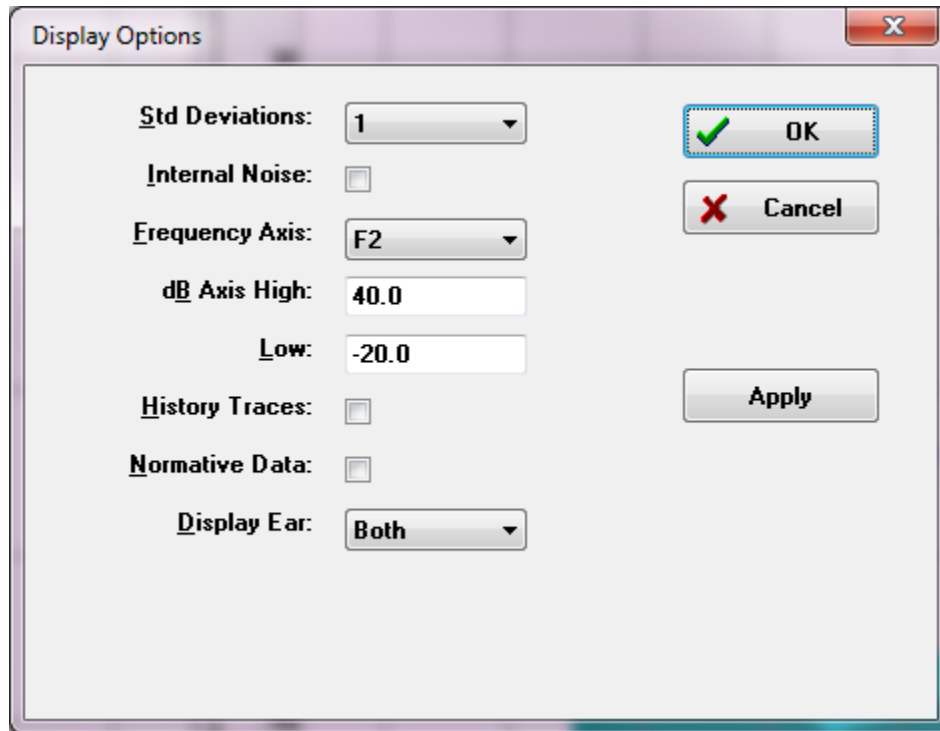 Display Options
Std Deviations: 1
OK
Internal Noise:
Cancel
Frequency Axis: F2
dB Axis High: 40.0
Low: -20.0
History Traces:
Apply
Normative Data:
Display Ear: Both